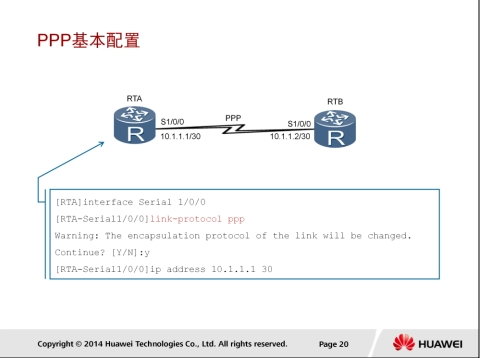 PPP基本配置
RTA
RTB
S1/0/0
PPP
S1/0/0
10.1.1.1/30
10.1.1.2/30
R
R
[RTA]interface Serial 1/0/0
[RTA-Serial1/0/0]link-protocol ppp
Warning: The encapsulation protocol of the link will be changed.
Continue? [Y/N]:y
[RTA-Serial1/0/0]ip address 10.1.1.1 30
Copyright © 2014 Huawei Technologies Co., Ltd. All rights reserved.
Page 20
HUAWEI